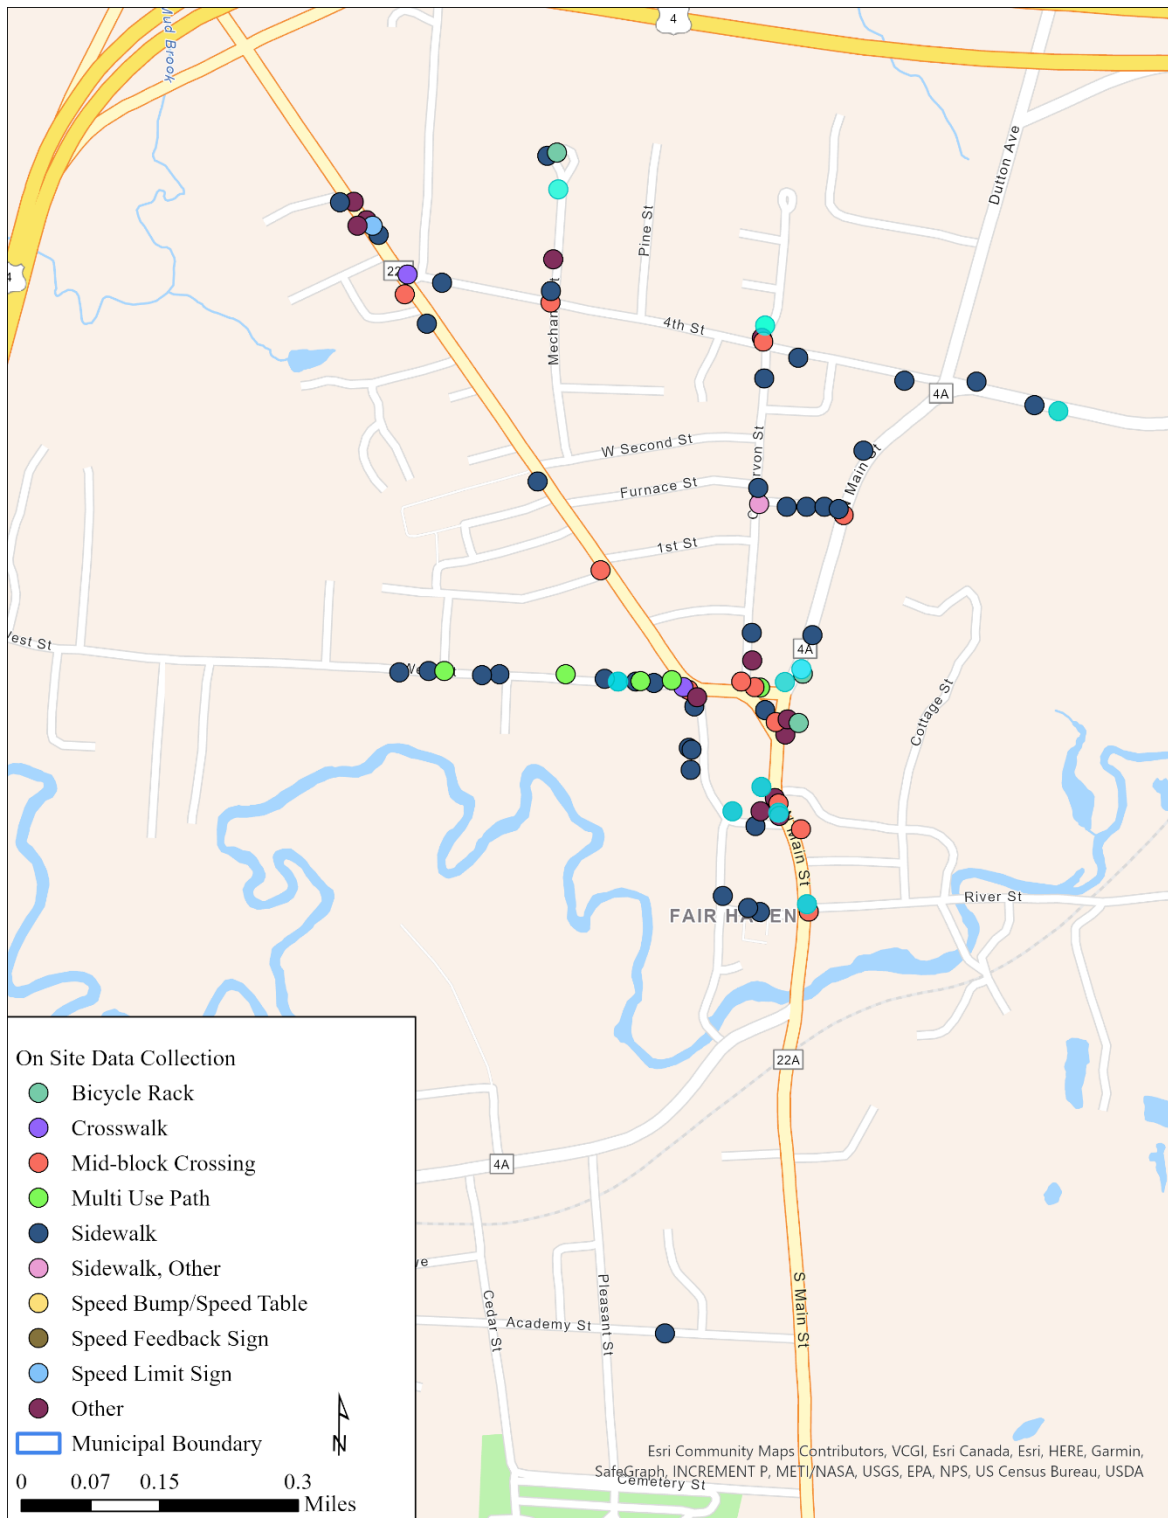 4
Mud Brook
Dutton Ave
Pine St
4
22
4th St
4A
W Second St
Furnace St
N Main St
1st St
4A
West St
Cottage St
N Main St
River St
FAIR HAVEN
22A
4A
S Main St
Pleasant St
Cedar St
Academy St
Cemetery St
On Site Data Collection
Bicycle Rack
Crosswalk
Mid-block Crossing
Multi Use Path
Sidewalk
Sidewalk, Other
Speed Bump/Speed Table
Speed Feedback Sign
Speed Limit Sign
Other
Municipal Boundary
N
0 0.07 0.15 0.3
Miles
Esri Community Maps Contributors, VCGI, Esri Canada, Esri, HERE, Garmin,
SafeGraph, INCREMENT P, METI/NASA, USGS, EPA, NPS, US Census Bureau, USDA